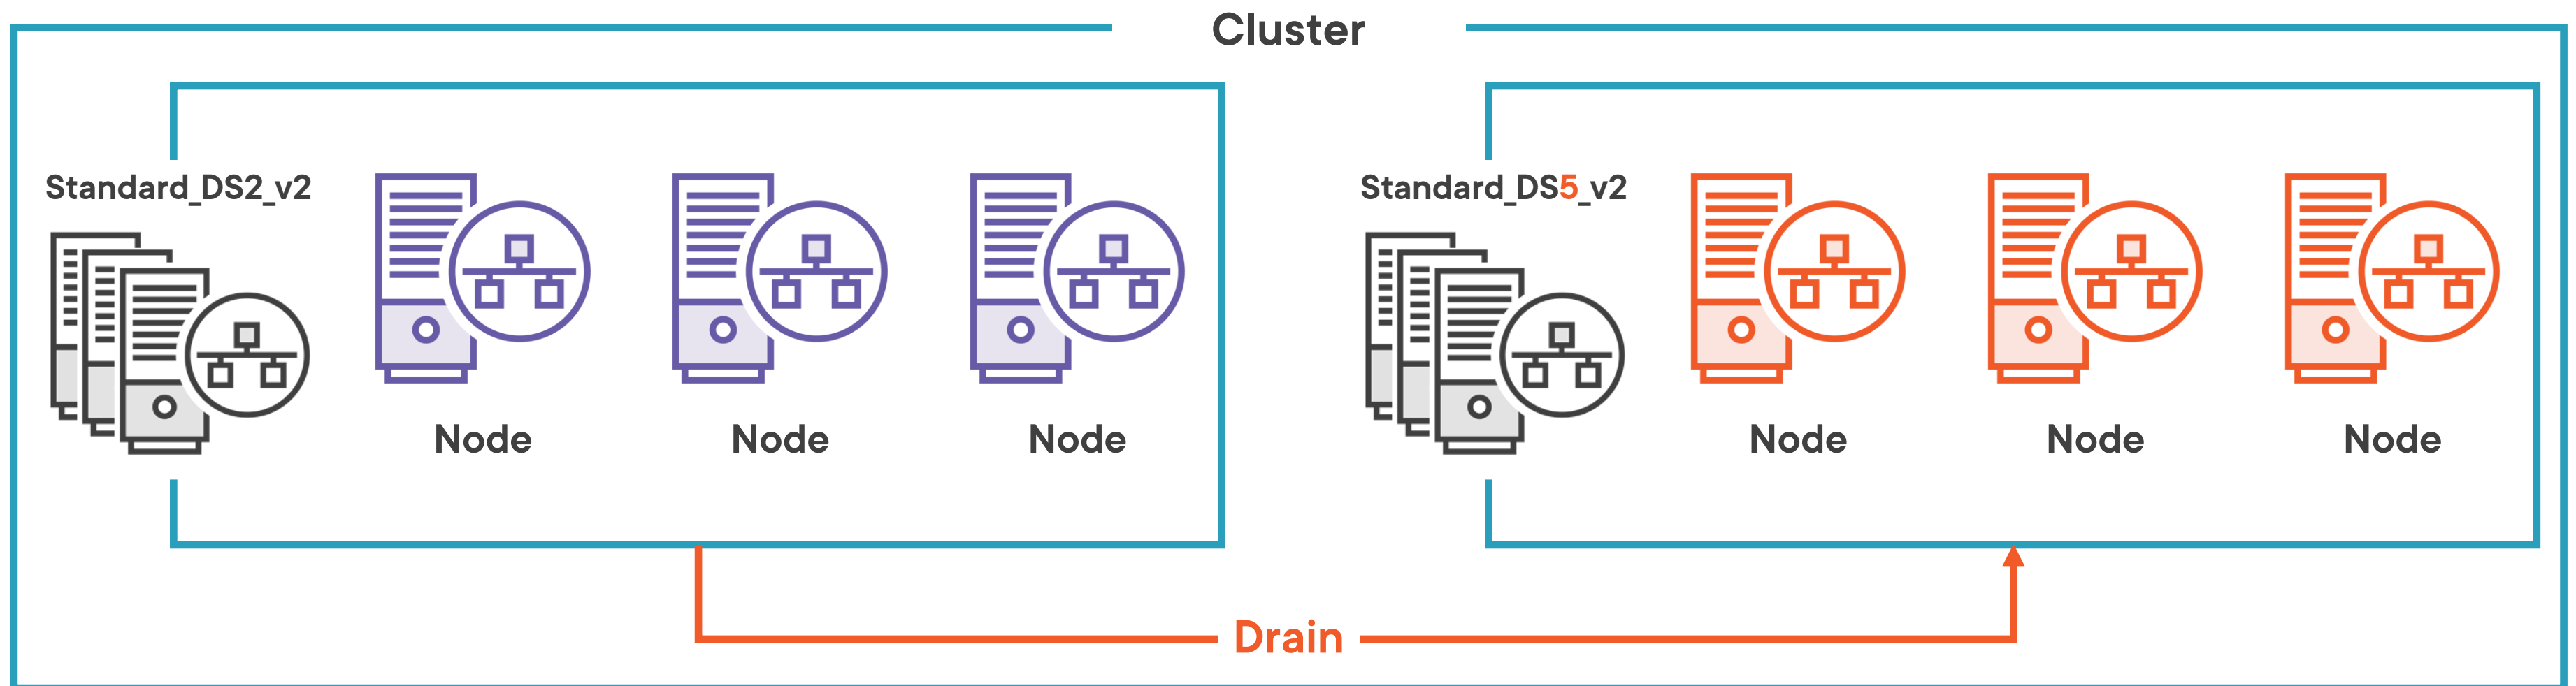 Cluster
Standard_DS2_v2
Node
Node
Node
Standard_DS5_v2
Node
Node
Node
Drain